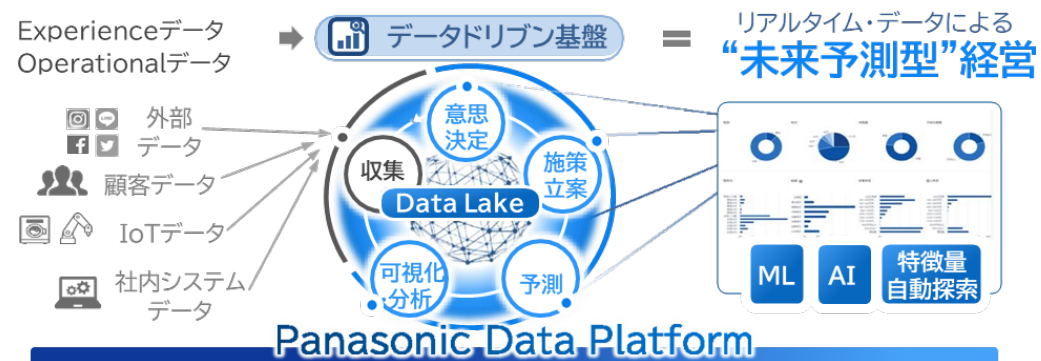 Experienceデータ
Operationalデータ
データドリブン基盤
=
リアルタイム・データによる
“未来予測型”経営
外部
データ
顧客データ
IoTデータ
社内システム
データ
意思
決定
収集
施策
立案
Data Lake
可視化
分析
予測
ML
AI
特徴量
自動探索
Panasonic Data Platform